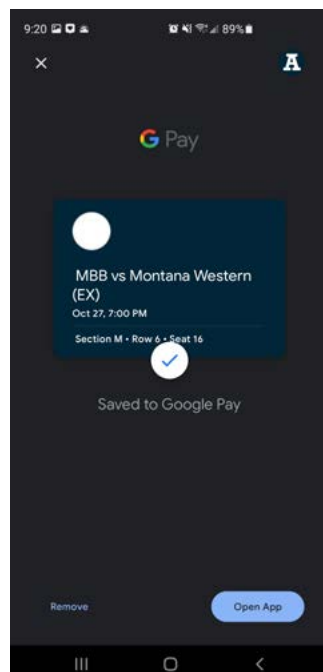 9:20 89%
A
G Pay
MBB vs Montana Western
(EX)
Oct 27, 7:00 PM
Section M • Row 6 • Seat 16
Saved to Google Pay
Remove
Open App